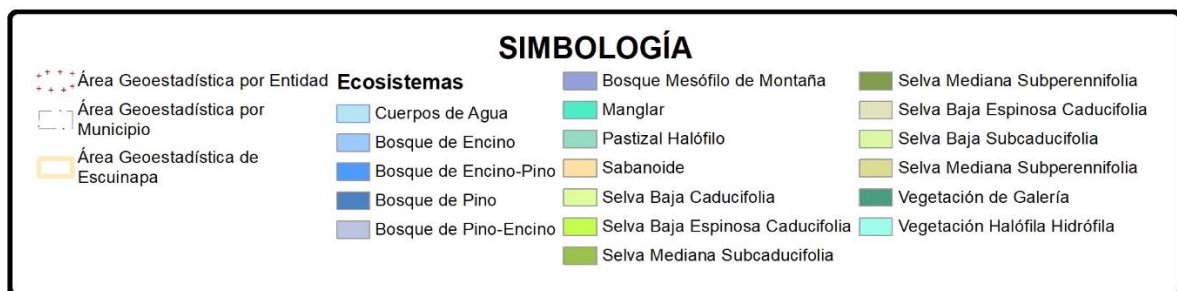 SIMBOLOGÍA
Área Geoestadística por Entidad
Área Geoestadística por
Municipio
Área Geoestadística de
Escuinapa
Ecosistemas
Cuerpos de Agua
Bosque de Encino
Bosque de Encino-Pino
Bosque de Pino
Bosque de Pino-Encino
Bosque Mesófilo de Montaña
Manglar
Pastizal Halófilo
Sabanoide
Selva Baja Caducifolia
Selva Baja Espinosa Caducifolia
Selva Mediana Subcaducifolia
Selva Mediana Subperennifolia
Selva Baja Espinosa Caducifolia
Selva Baja Subcaducifolia
Selva Mediana Subperennifolia
Vegetación de Galería
Vegetación Halófila Hidrófila